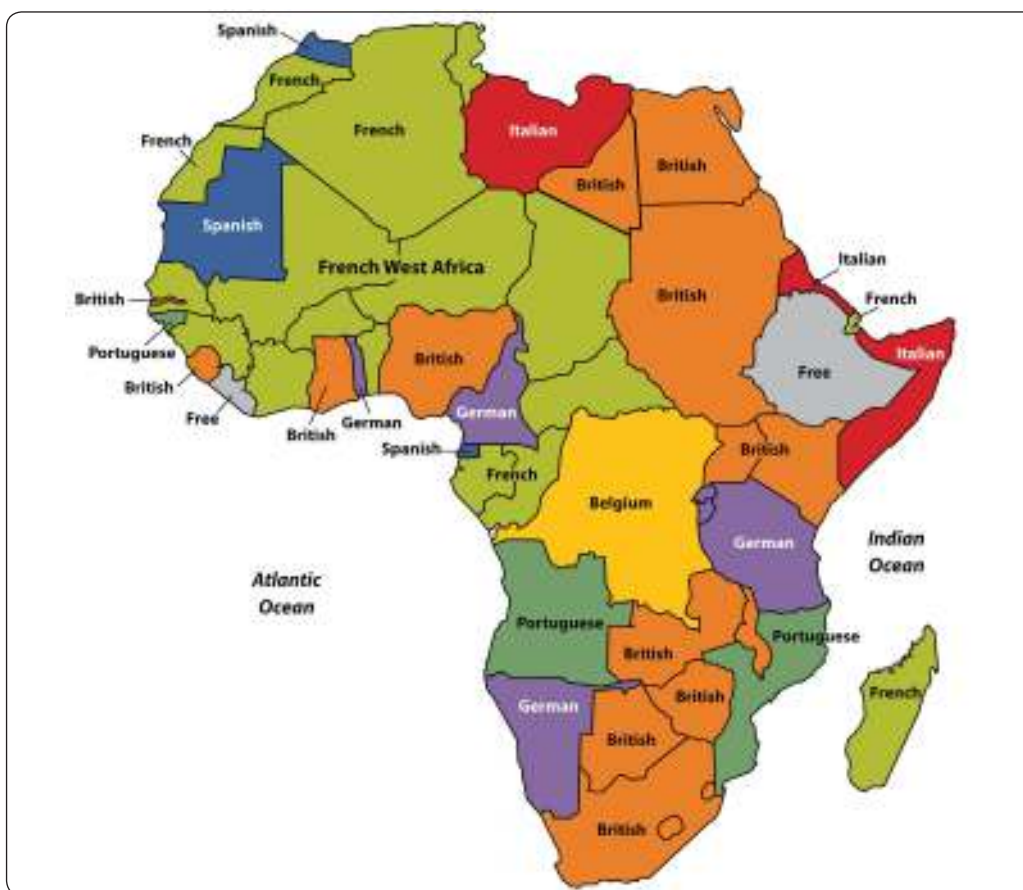 Spanish
French
French
French
Italian
British
British
Spanish
French West Africa
British
Italian
British
French
British
Portuguese
British
Italian
Free
British
Free
German
British
German
Spanish
British
French
Belgium
German
Indian
Ocean
Atlantic
Ocean
Portuguese
Portuguese
British
French
British
German
British
British